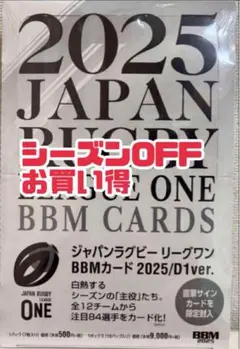 2025
JAPAN
RUGBY
シーズンOFF
お買い得
LEAGUE ONE
BBM CARDS
ジャパンラグビー リーグワン
BBMカード 2025/D1ver.
JAPAN RUGBY
LEAGUE
ONE
白熱する
シーズンの「主役」たち。
全12チームから
注目84選手をカード化!
直筆サイン
カードを
限定封入
BBM
2025